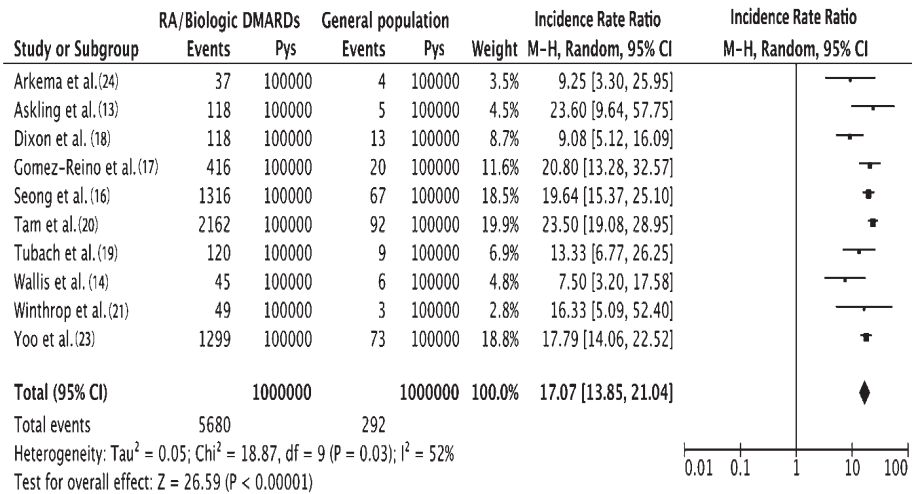 RA/Biologic DMARDs General population Incidence Rate Ratio Incidence Rate Ratio
Study or Subgroup Events Pys Events Pys Weight M-H, Random, 95% CI M-H, Random, 95% CI
Arkema et al.(24) 37 100000 4 100000 3.5% 9.25 [3.30, 25.95]
Askling et al.(13) 118 100000 5 100000 4.5% 23.60 [9.64, 57.75]
Dixon et al.(18) 118 100000 13 100000 8.7% 9.08 [5.12, 16.09]
Gomez-Reino et al.(17) 416 100000 20 100000 11.6% 20.80 [13.28, 32.57]
Seong et al.(16) 1316 100000 67 100000 18.5% 19.64 [15.37, 25.10]
Tam et al.(20) 2162 100000 92 100000 19.9% 23.50 [19.08, 28.95]
Tubach et al.(19) 120 100000 9 100000 6.9% 13.33 [6.77, 26.25]
Wallis et al.(14) 45 100000 6 100000 4.8% 7.50 [3.20, 17.58]
Winthrop et al.(21) 49 100000 3 100000 2.8% 16.33 [5.09, 52.40]
Yoo et al.(23) 1299 100000 73 100000 18.8% 17.79 [14.06, 22.52]
Total (95% CI) 1000000 1000000 100.0% 17.07 [13.85, 21.04]
Total events 5680 292
Heterogeneity: Tau² = 0.05; Chi² = 18.87, df = 9 (P = 0.03); I² = 52%
Test for overall effect: Z = 26.59 (P < 0.00001)
0.01 0.1 1 10 100